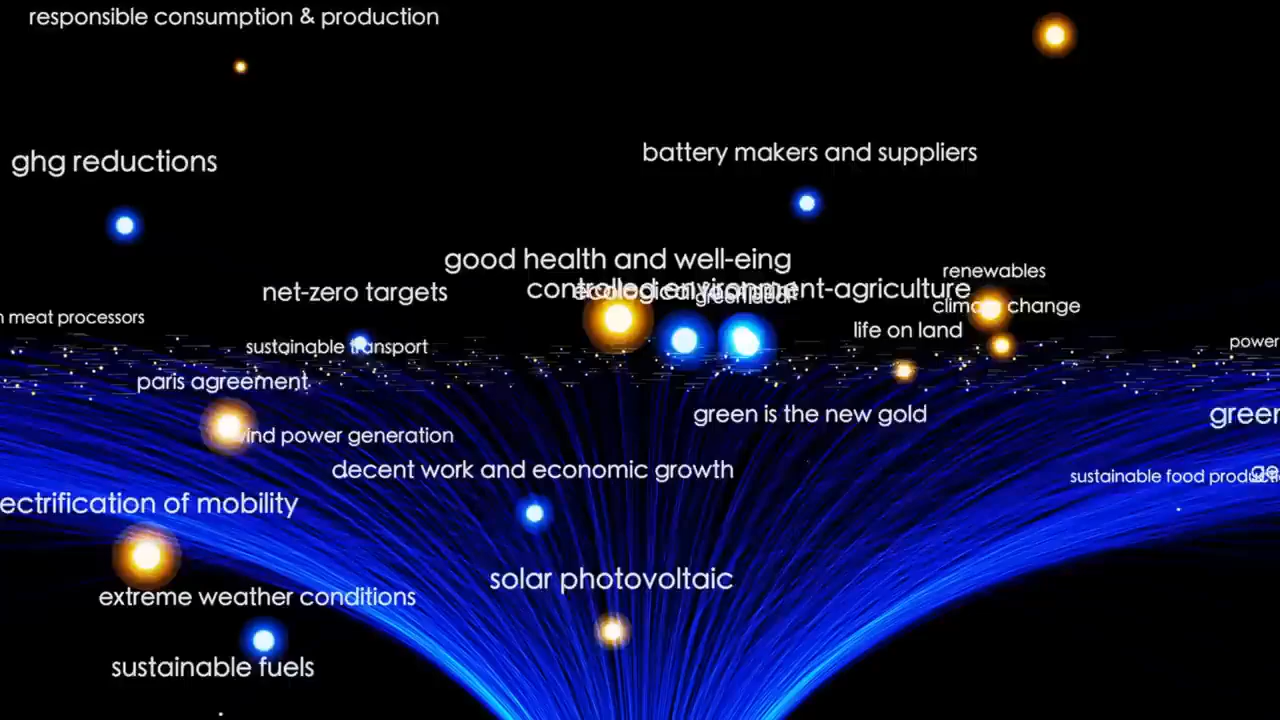 responsible consumption & production
ghg reductions
battery makers and suppliers
good health and well-eing
renewables
controlled environment-agriculture
net-zero targets
climate change
meat processors
life on land
power
sustainable transport
paris agreement
green is the new gold
green
wind power generation
decent work and economic growth
sustainable food
ectrification of mobility
solar photovoltaic
extreme weather conditions
sustainable fuels